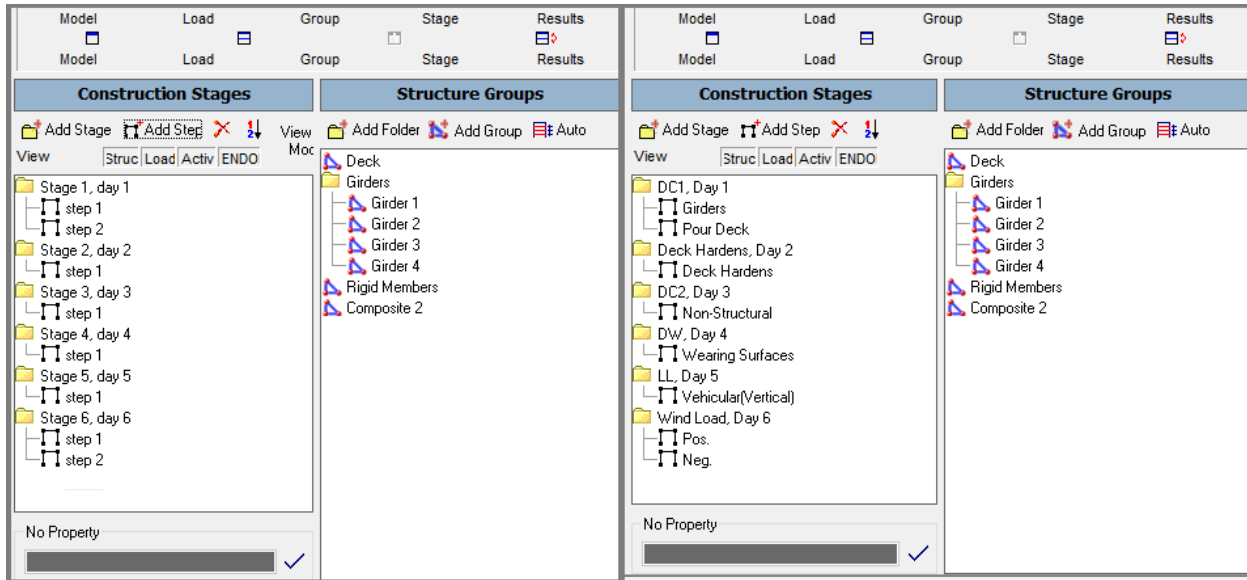 Model Load Group Stage Results
Model Load Group Stage Results
Construction Stages
Add Stage Add Step
View Struc Load Activ ENDO
Stage 1, day 1
step 1
step 2
Stage 2, day 2
step 1
Stage 3, day 3
step 1
Stage 4, day 4
step 1
Stage 5, day 5
step 1
Stage 6, day 6
step 1
step 2
No Property
Structure Groups
View Moc
Add Folder Add Group Auto
Deck
Girders
Girder 1
Girder 2
Girder 3
Girder 4
Rigid Members
Composite 2
Model Load Group Stage Results
Model Load Group Stage Results
Construction Stages
Add Stage Add Step
View Struc Load Activ ENDO
DC1, Day 1
Girders
Pour Deck
Deck Hardens, Day 2
Deck Hardens
DC2, Day 3
Non-Structural
DW, Day 4
Wearing Surfaces
LL, Day 5
Vehicular(Vertical)
Wind Load, Day 6
Pos.
Neg.
No Property
Structure Groups
Add Folder Add Group Auto
Deck
Girders
Girder 1
Girder 2
Girder 3
Girder 4
Rigid Members
Composite 2